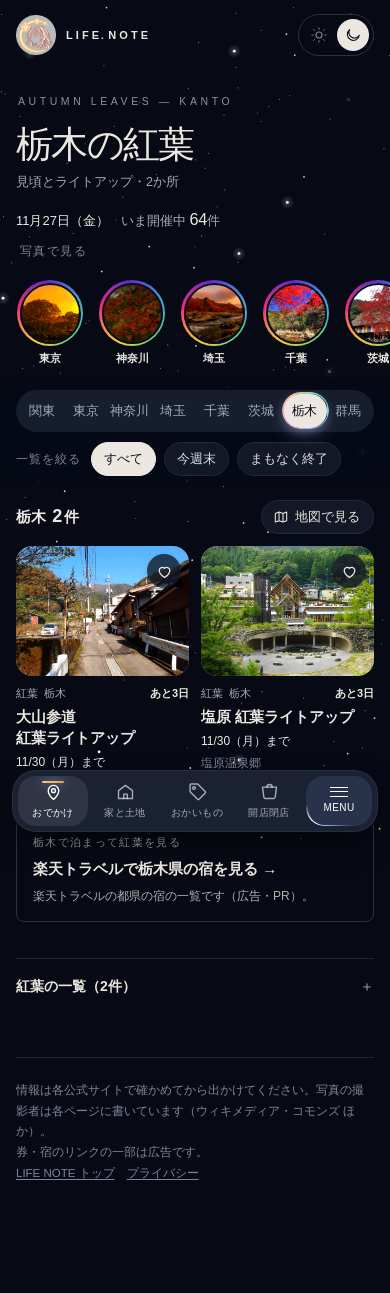 LIFE.NOTE
AUTUMN LEAVES — KANTO
栃木の紅葉
見頃とライトアップ・2か所
11月27日（金） いま開催中 64件
写真で見る
東京 神奈川 埼玉 千葉 茨城
関東 東京 神奈川 埼玉 千葉 茨城 栃木 群馬
一覧を絞る すべて 今週末 まもなく終了
栃木 2件 地図で見る
紅葉 栃木 あと3日
大山参道
紅葉ライトアップ
11/30（月）まで
紅葉 栃木 あと3日
塩原 紅葉ライトアップ
11/30（月）まで
塩原温泉郷
おでかけ 家と土地 おかいもの 開店閉店 MENU
栃木で泊まって紅葉を見る
楽天トラベルで栃木県の宿を見る →
楽天トラベルの都県の宿の一覧です（広告・PR）。
紅葉の一覧（2件） +
情報は各公式サイトで確かめてから出かけてください。写真の撮
影者は各ページに書いています（ウィキメディア・コモンズ ほ
か）。
券・宿のリンクの一部は広告です。
LIFE NOTE トップ プライバシー